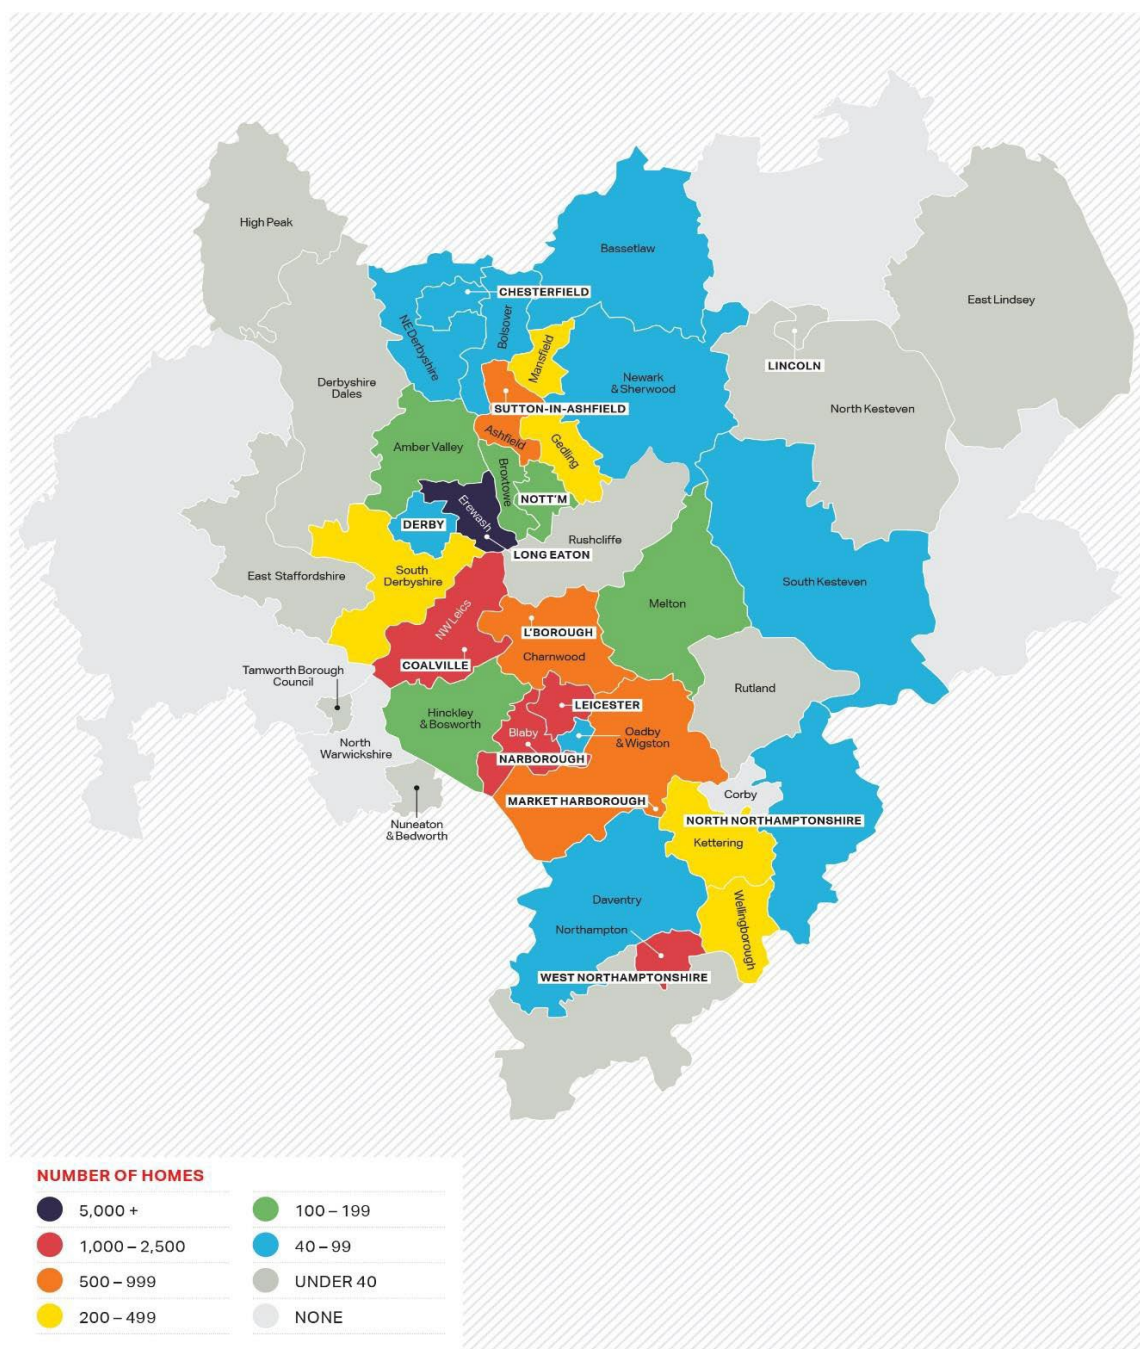 High Peak
Bassetlaw
East Lindsey
CHESTERFIELD
Bolsover
NE Derbyshire
Mansfield
LINCOLN
Derbyshire
Dales
Newark
& Sherwood
SUTTON-IN-ASHFIELD
North Kesteven
Ashfield
Amber Valley
Gedling
Broxtowe
NOTT'M
Erewash
DERBY
Rushcliffe
LONG EATON
East Staffordshire
South
Derbyshire
South Kesteven
Melton
NW Leics
L'BOROUGH
Charnwood
COALVILLE
Tamworth Borough
Council
Rutland
LEICESTER
Hinckley
& Bosworth
Blaby
Oadby
& Wigston
North
Warwickshire
NARBOROUGH
Corby
MARKET HARBOROUGH
NORTH NORTHAMPTONSHIRE
Nuneaton
& Bedworth
Kettering
Daventry
Wellingborough
Northampton
WEST NORTHAMPTONSHIRE
NUMBER OF HOMES
5,000 +
1,000 – 2,500
500 – 999
200 – 499
100 – 199
40 – 99
UNDER 40
NONE